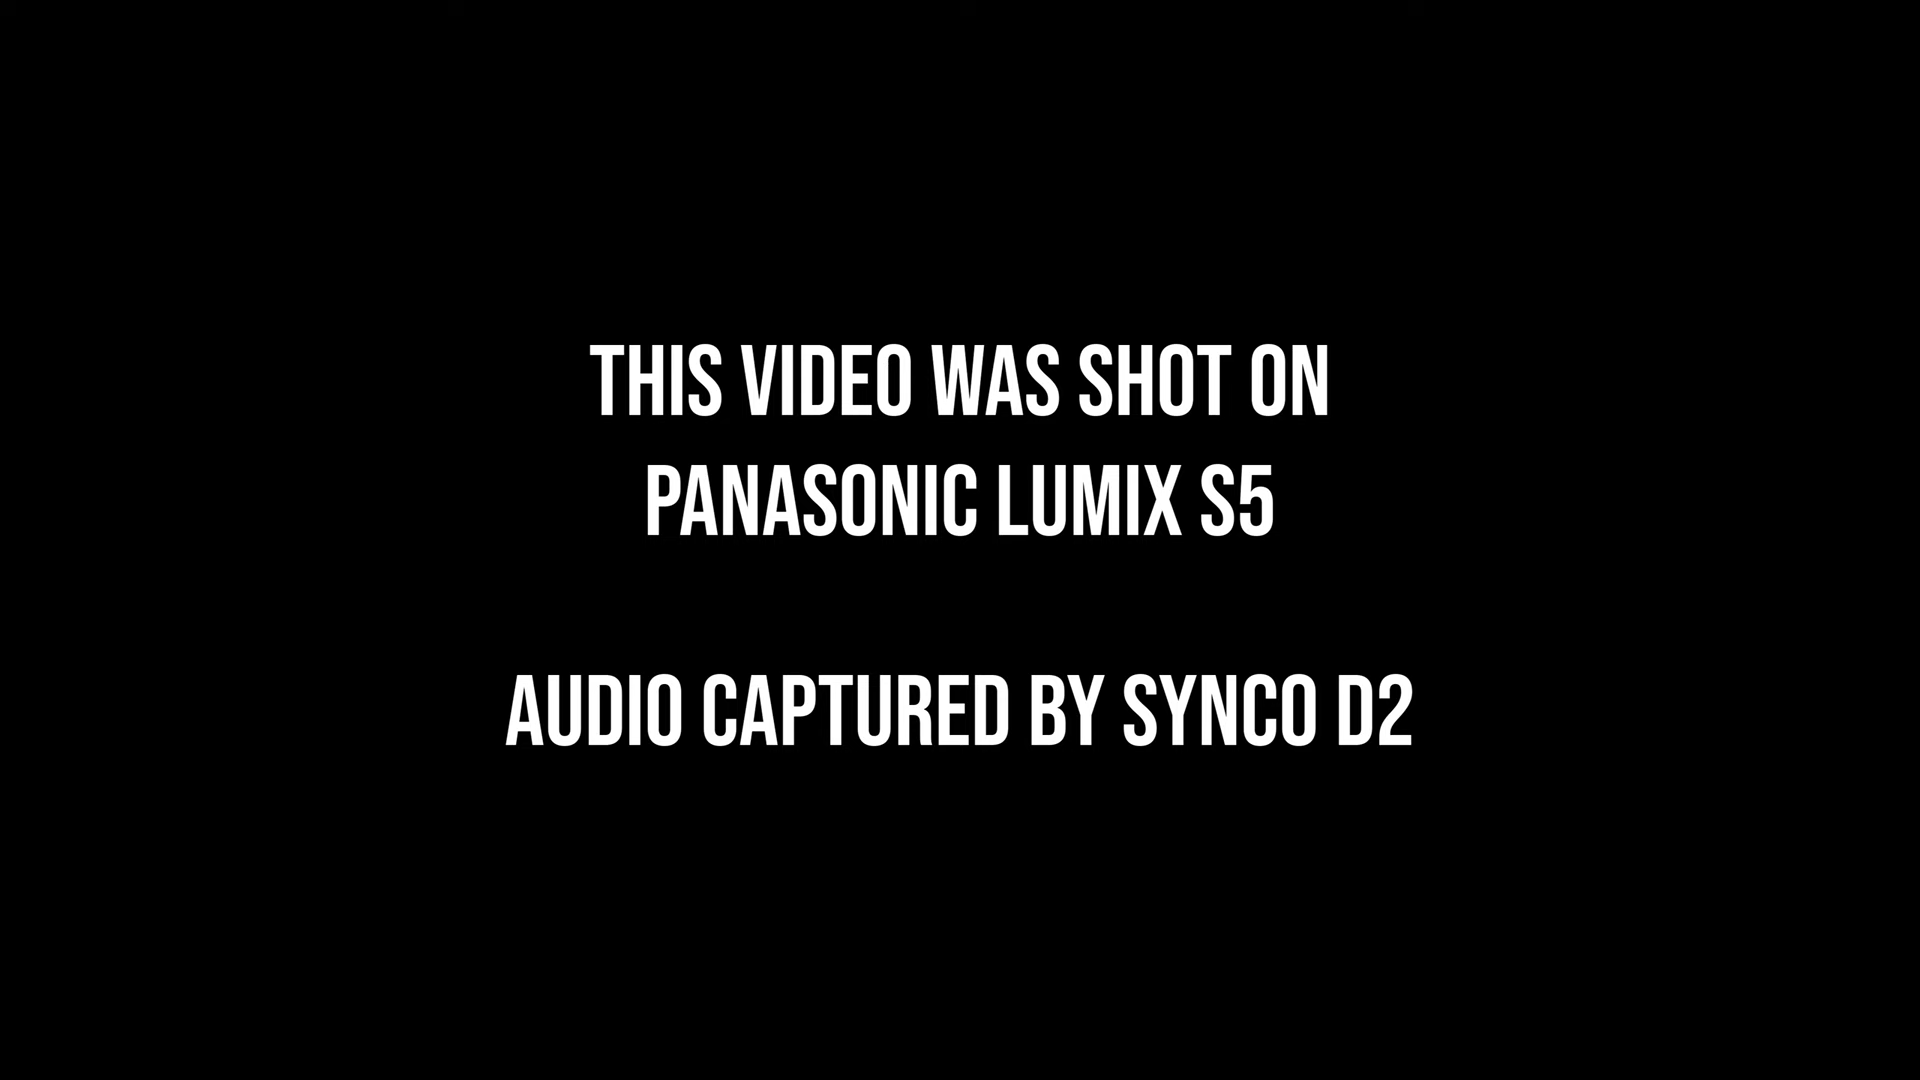 THIS VIDEO WAS SHOT ON
PANASONIC LUMIX S5
AUDIO CAPTURED BY SYNCO D2